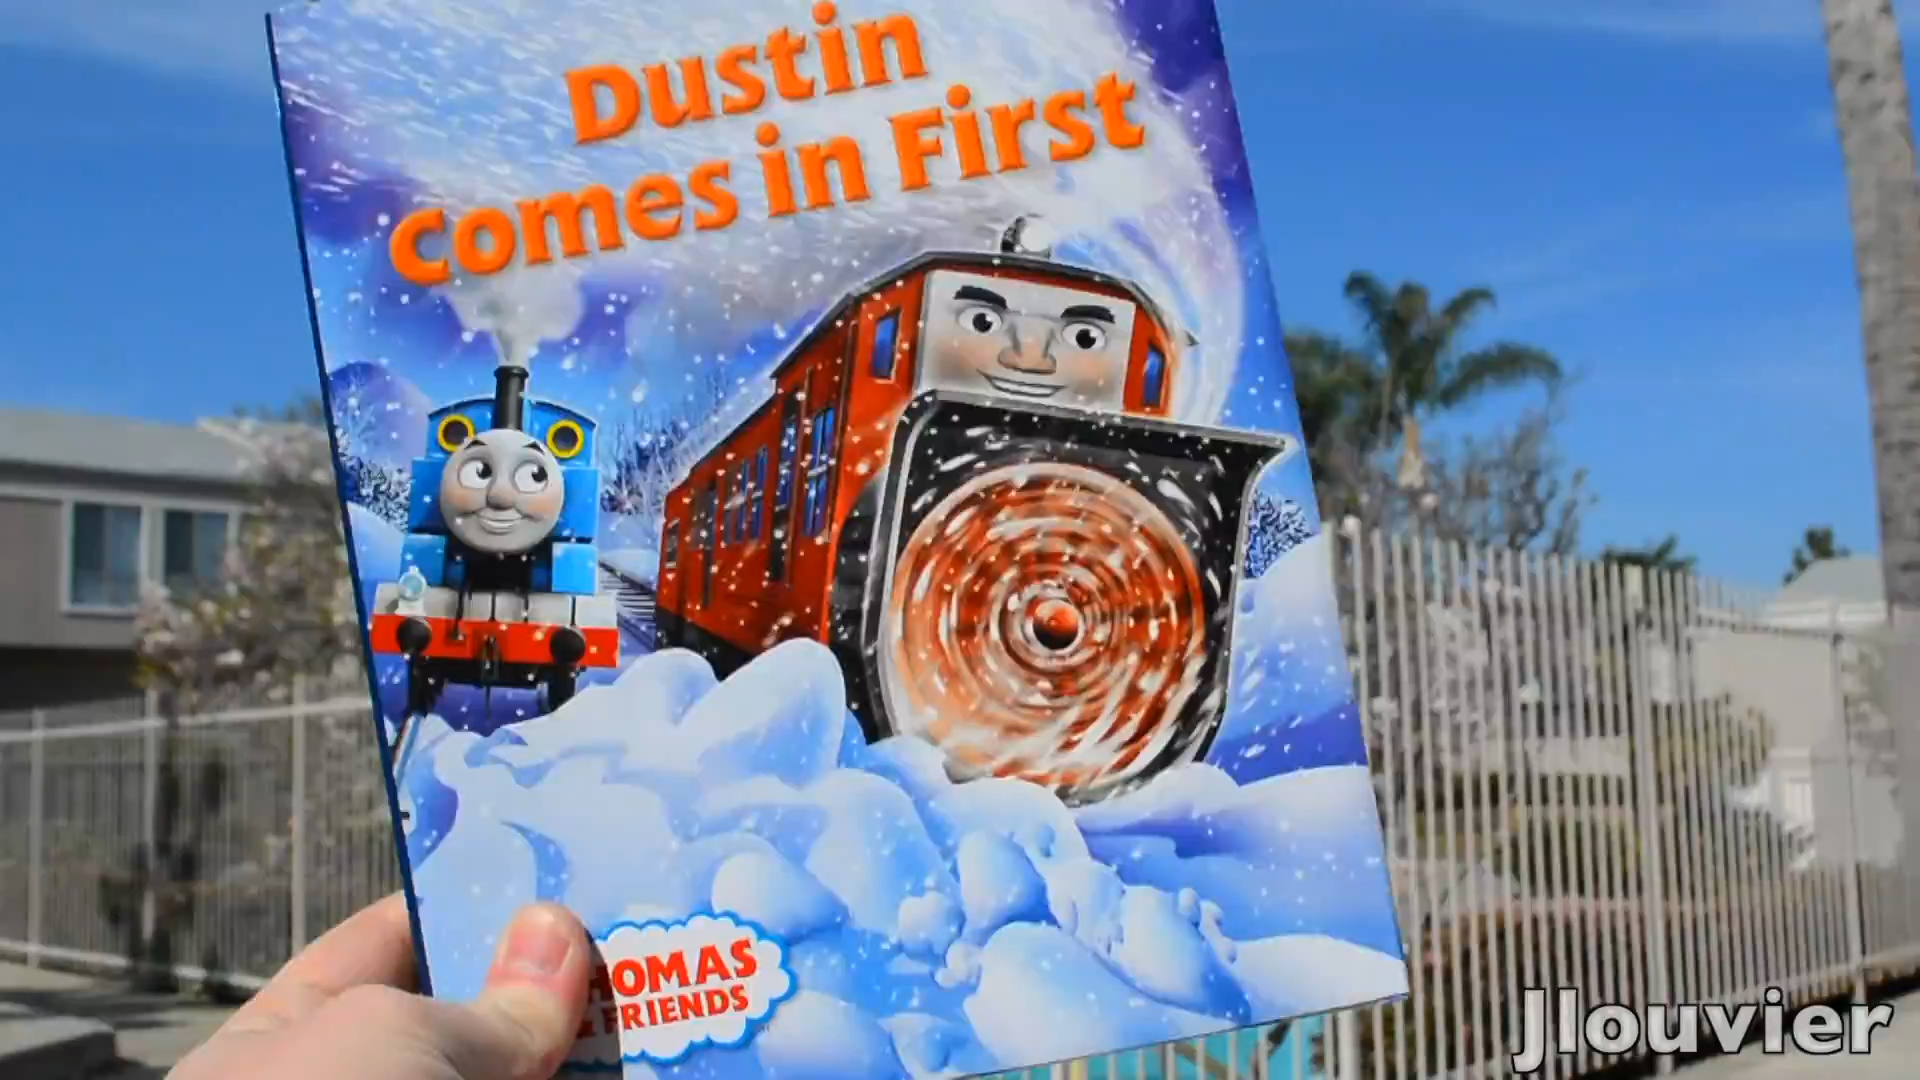 Dustin
comes in First
HOMAS
& FRIENDS
Jlouvier